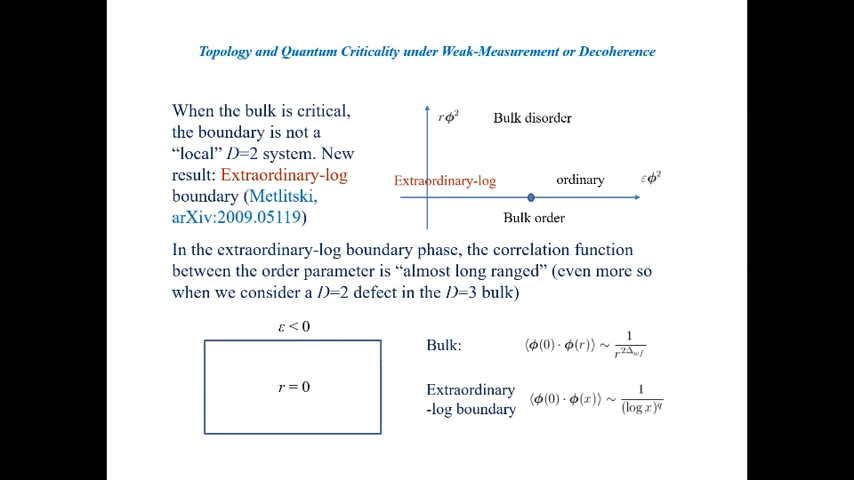 Topology and Quantum Criticality under Weak-Measurement or Decoherence
When the bulk is critical,
the boundary is not a
“local” D=2 system. New
result: Extraordinary-log
boundary (Metlitski,
arXiv:2009.05119)
rϕ²
Bulk disorder
Extraordinary-log
ordinary
εϕ²
Bulk order
In the extraordinary-log boundary phase, the correlation function
between the order parameter is “almost long ranged” (even more so
when we consider a D=2 defect in the D=3 bulk)
ε < 0
r = 0
Bulk: ⟨ϕ(0) · ϕ(r)⟩ ~ 1/r^{2Δ_{wf}}
Extraordinary
-log boundary ⟨ϕ(0) · ϕ(x)⟩ ~ 1/(log x)^q